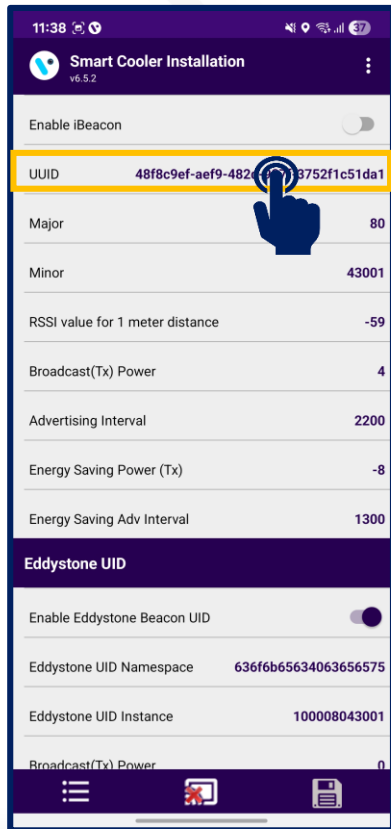 11:38
37
Smart Cooler Installation
v6.5.2
Enable iBeacon
UUID 48f8c9ef-aef9-482d- 3752f1c51da1
Major 80
Minor 43001
RSSI value for 1 meter distance -59
Broadcast(Tx) Power 4
Advertising Interval 2200
Energy Saving Power (Tx) -8
Energy Saving Adv Interval 1300
Eddystone UID
Enable Eddystone Beacon UID
Eddystone UID Namespace 636f6b65634063656575
Eddystone UID Instance 100008043001
Broadcast(Tx) Power 0